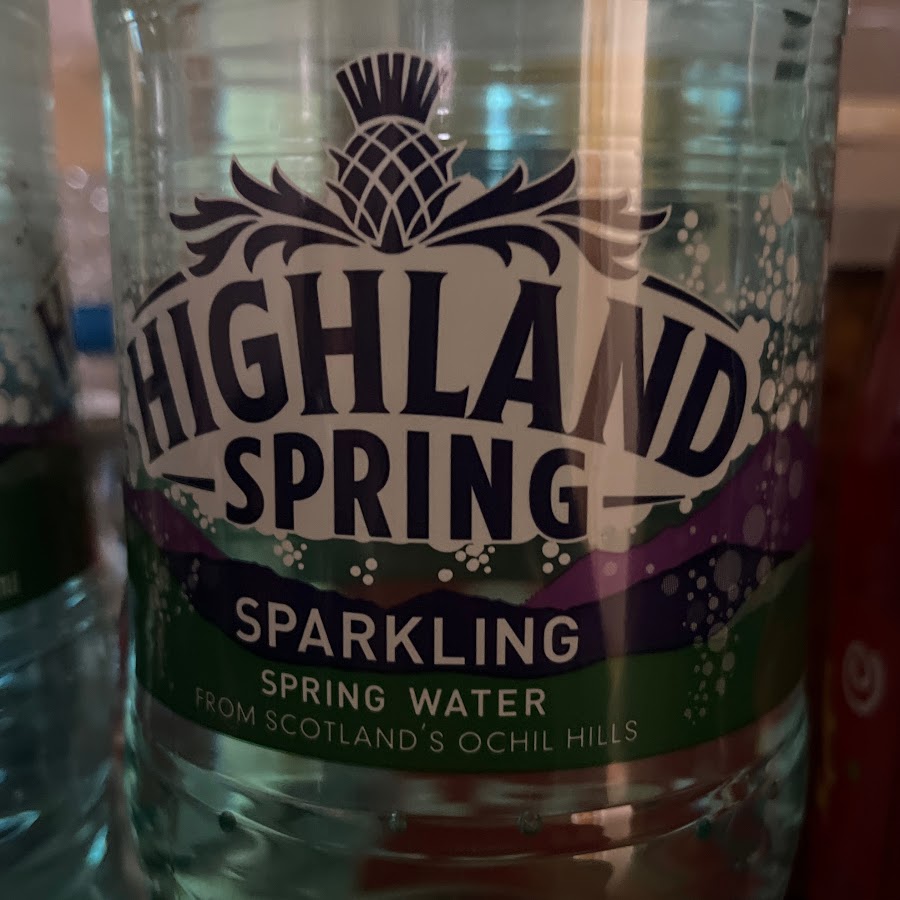 HIGHLAND
SPRING
SPARKLING
SPRING WATER
FROM SCOTLAND'S OCHIL HILLS